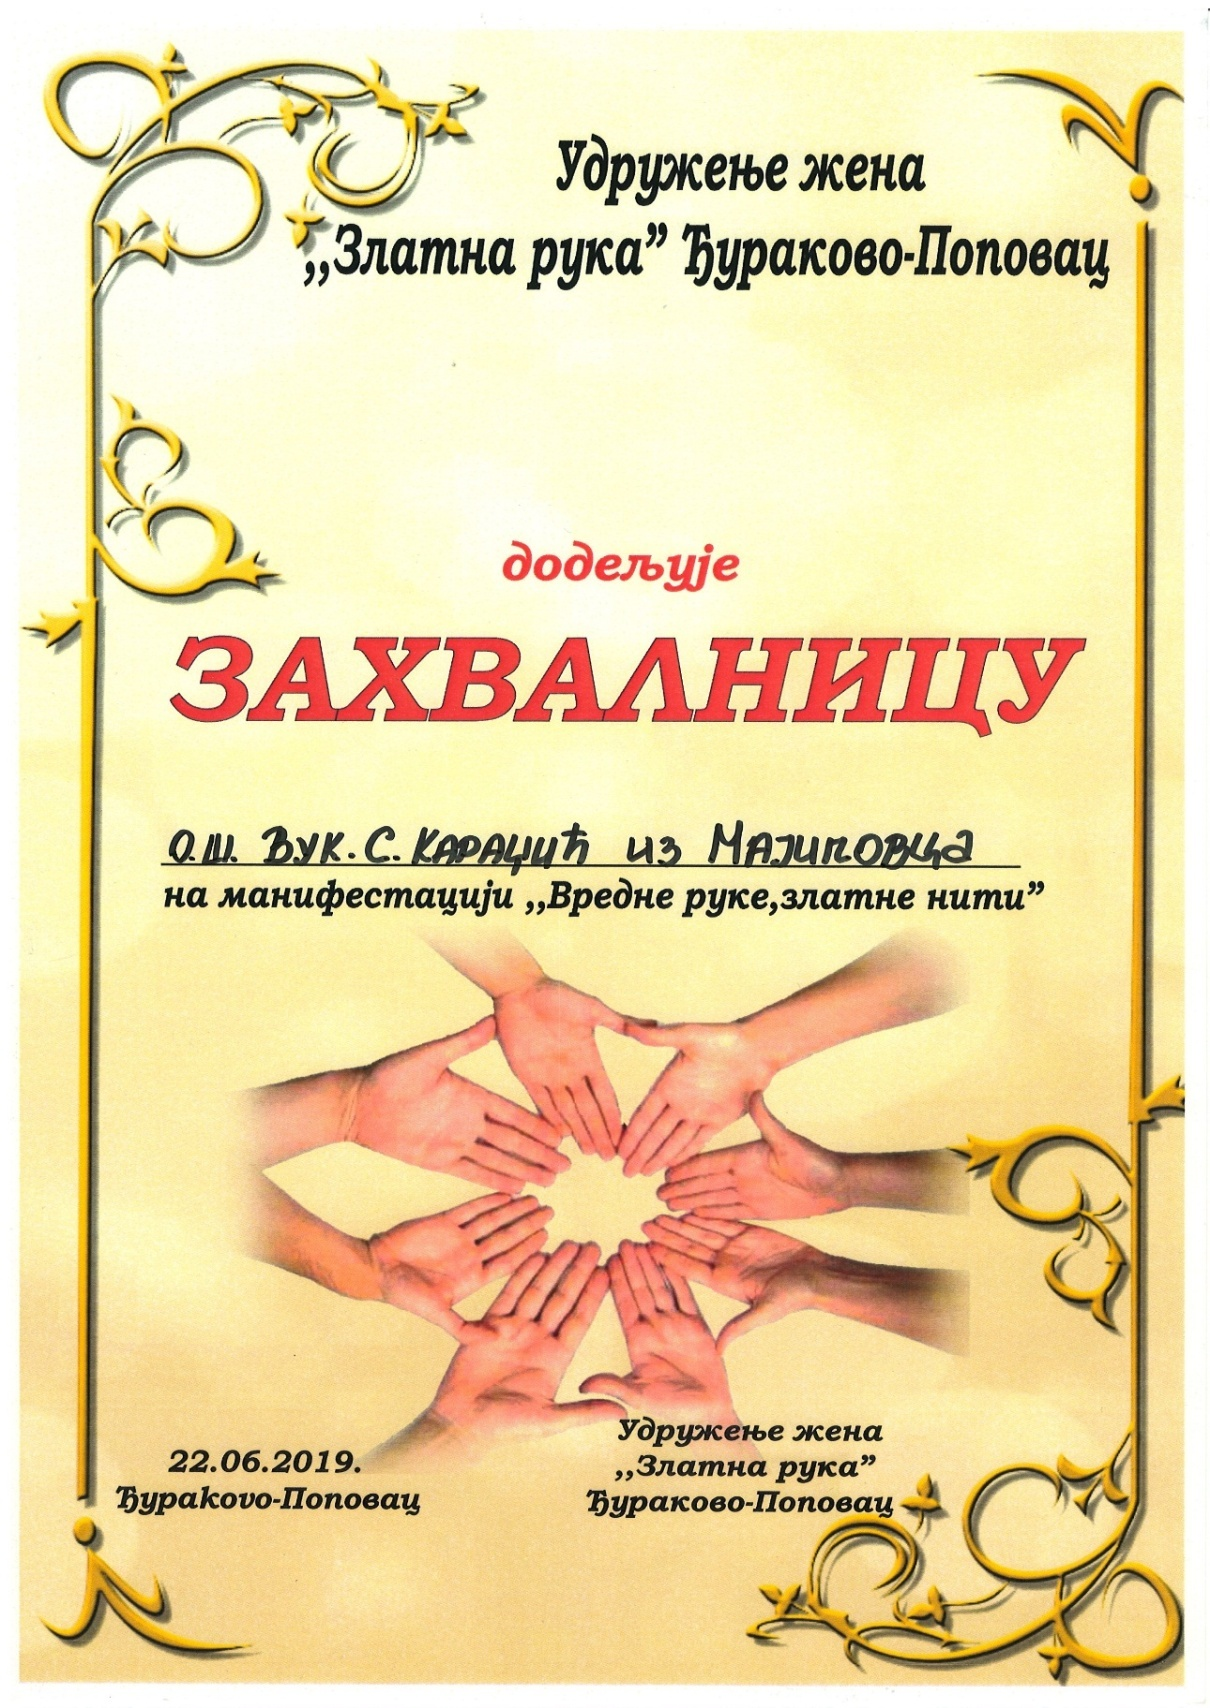 Удружење жена
,,Златна рука” Ђураково-Поповац
додељује
ЗАХВАЛНИЦУ
О.Ш. Вук. С. Караџић из Мајиловца
на манифестацији ,,Вредне руке,златне нити”
22.06.2019.
Ђуракоvо-Поповац
Удружење жена
,,Златна рука”
Ђураково-Поповац